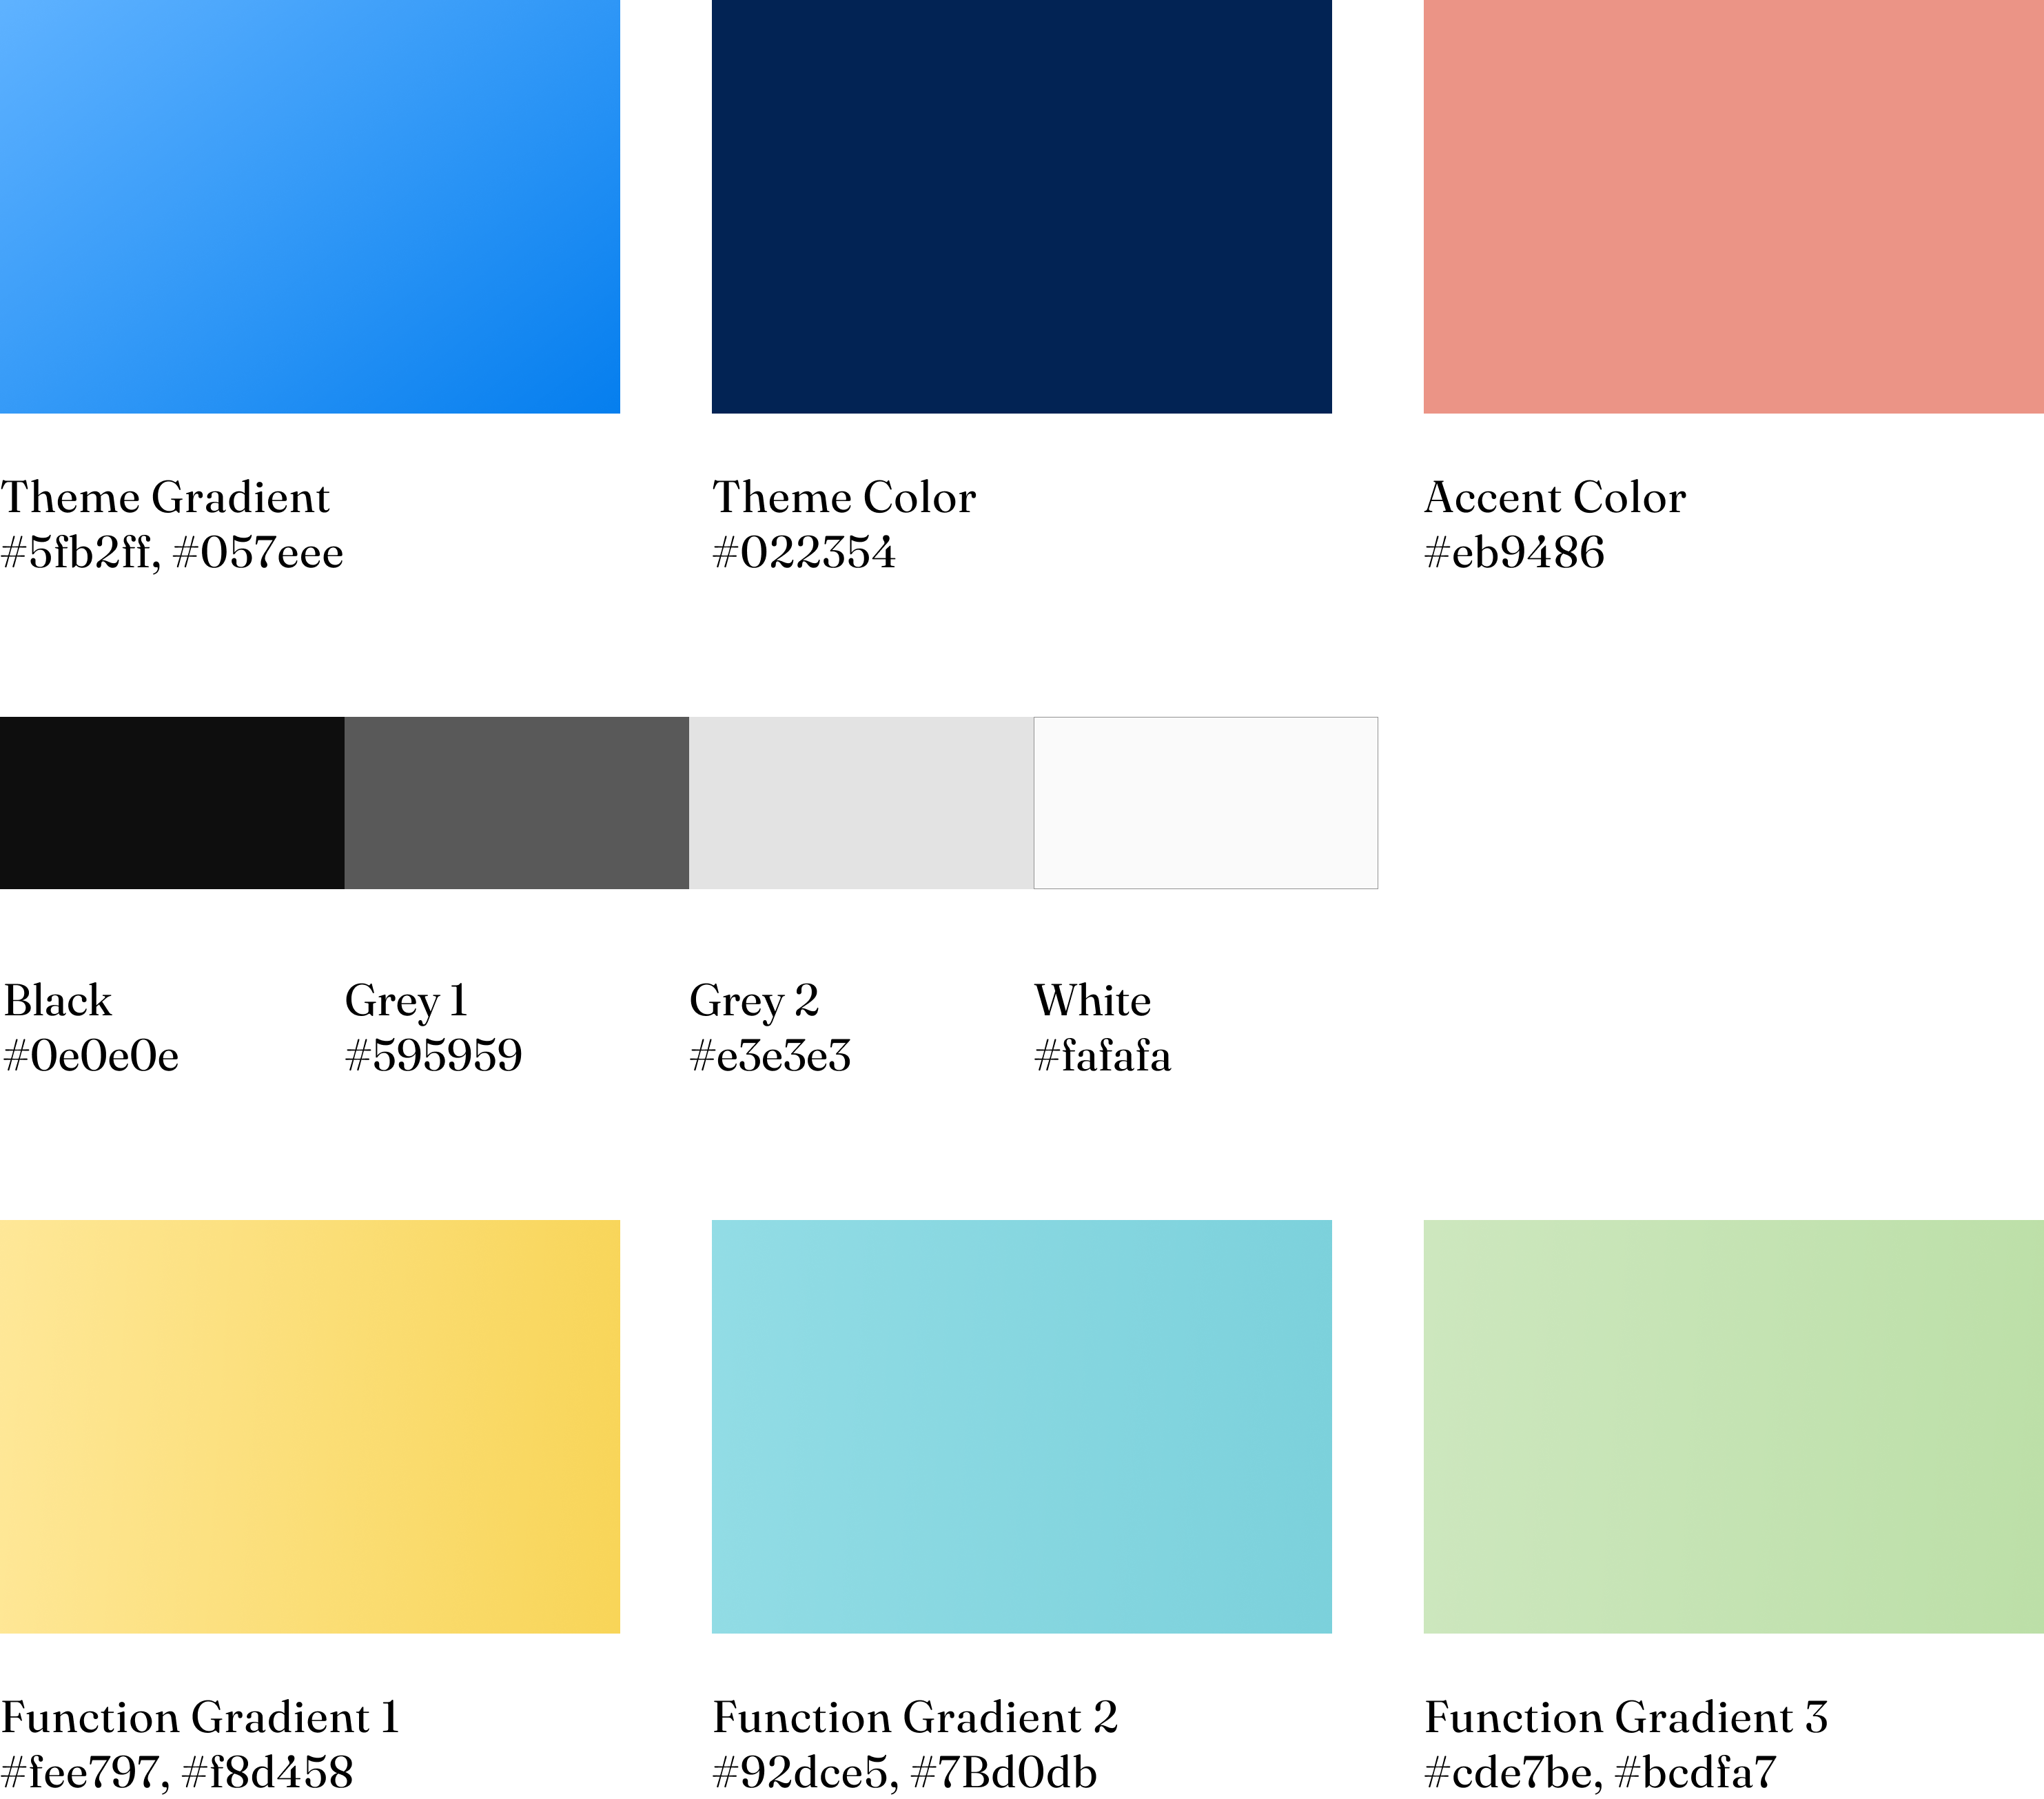 Theme Gradient
#5fb2ff, #057eee
Theme Color
#022354
Accent Color
#eb9486
Black
#0e0e0e
Grey 1
#595959
Grey 2
#e3e3e3
White
#fafafa
Function Gradient 1
#fee797, #f8d458
Function Gradient 2
#92dce5, #7Bd0db
Function Gradient 3
#cde7be, #bcdfa7